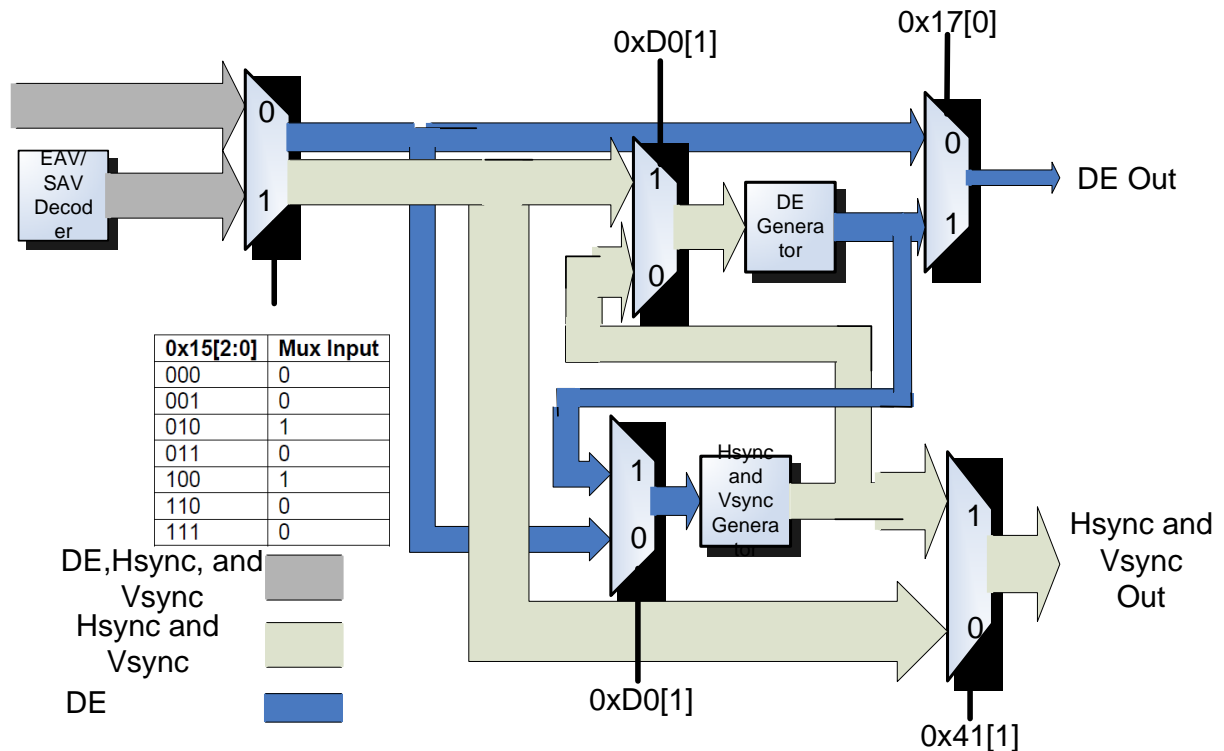 0xD0[1]
0x17[0]
0
1
EAV/
SAV
Decod
er
1
0
DE
Genera
tor
0
1
DE Out
0x15[2:0] Mux Input
000 0
001 0
010 1
011 0
100 1
110 0
111 0
1
0
Hsync
and
Vsync
Genera
tor
1
0
Hsync and
Vsync
Out
DE,Hsync, and
Vsync
Hsync and
Vsync
DE
0xD0[1]
0x41[1]